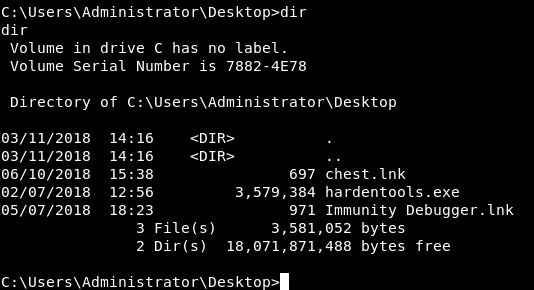 C:\Users\Administrator\Desktop>dir
dir
 Volume in drive C has no label.
 Volume Serial Number is 7882-4E78

 Directory of C:\Users\Administrator\Desktop

03/11/2018  14:16    <DIR>          .
03/11/2018  14:16    <DIR>          ..
06/10/2018  15:38               697 chest.lnk
02/07/2018  12:56         3,579,384 hardentools.exe
05/07/2018  18:23               971 Immunity Debugger.lnk
               3 File(s)      3,581,052 bytes
               2 Dir(s)  18,071,871,488 bytes free

C:\Users\Administrator\Desktop>